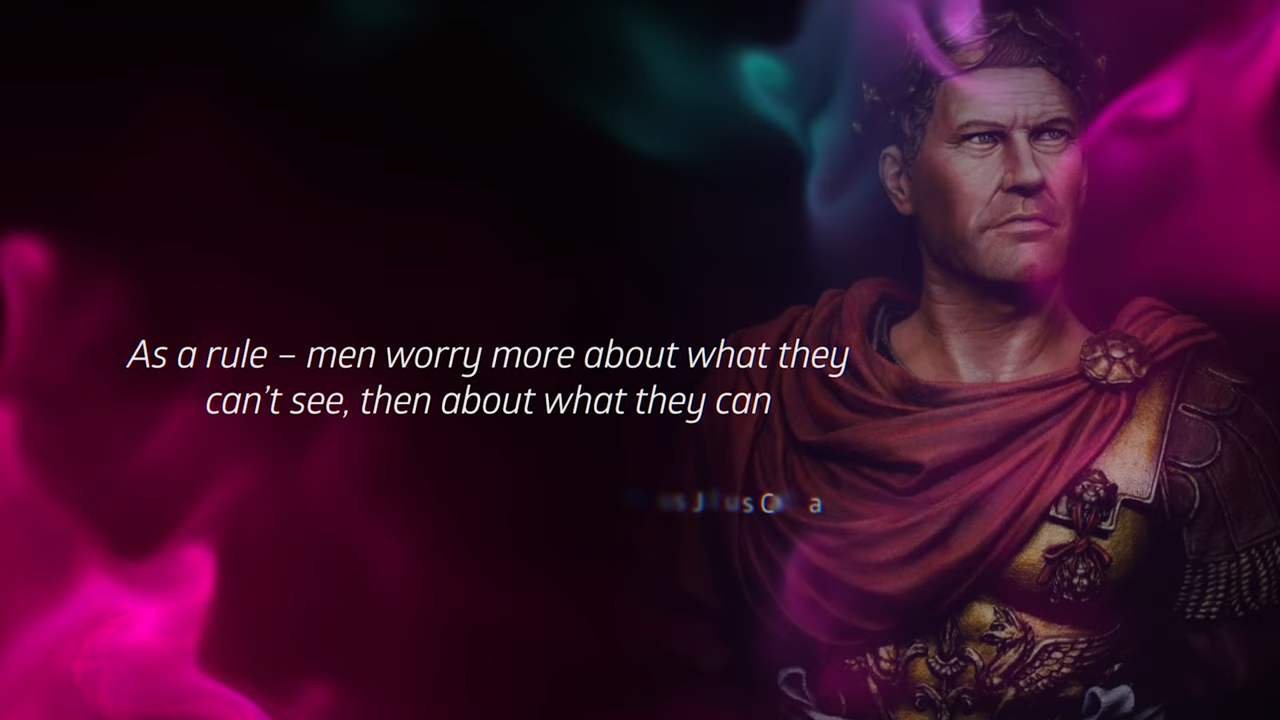 As a rule – men worry more about what they
can’t see, then about what they can